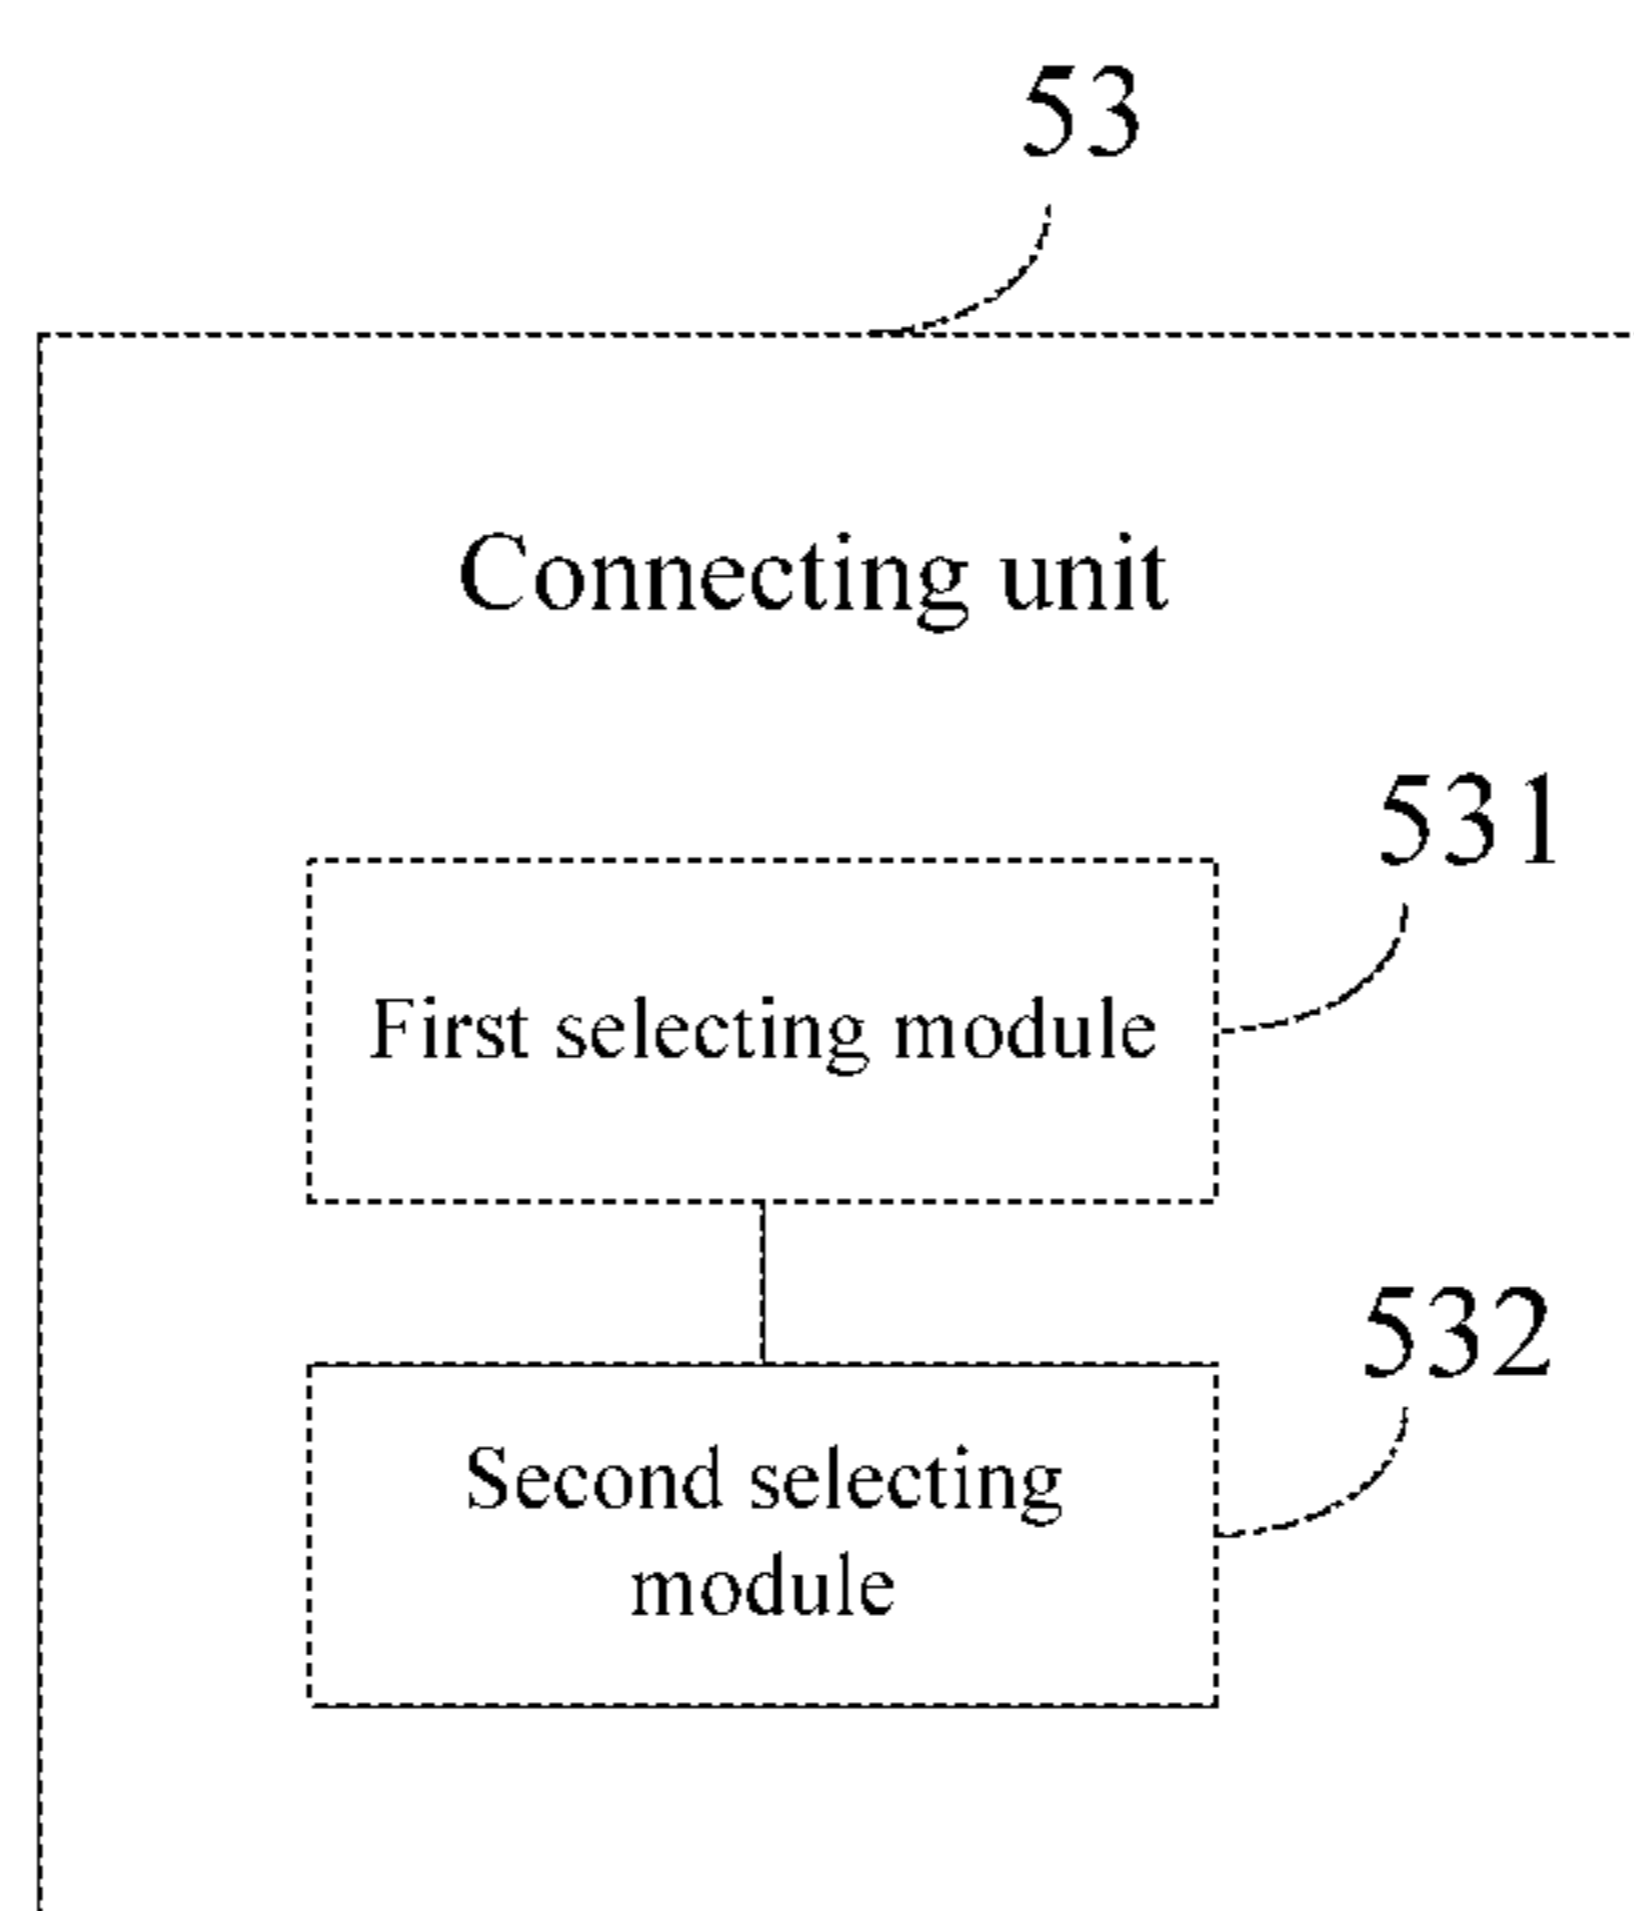 53
Connecting unit
531
First selecting module
532
Second selecting
module